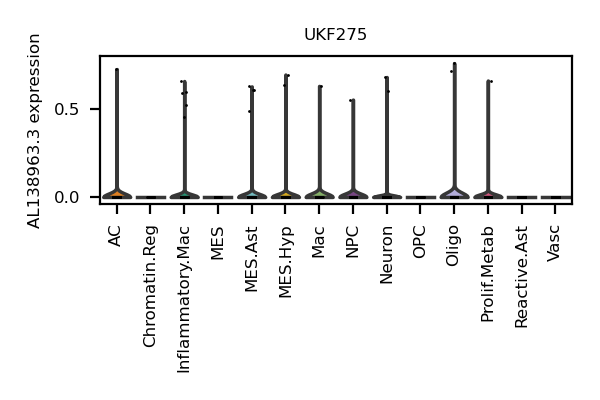 UKF275
AL138963.3 expression
0.5
0.0
AC
Chromatin.Reg
Inflammatory.Mac
MES
MES.Ast
MES.Hyp
Mac
NPC
Neuron
OPC
Oligo
Prolif.Metab
Reactive.Ast
Vasc